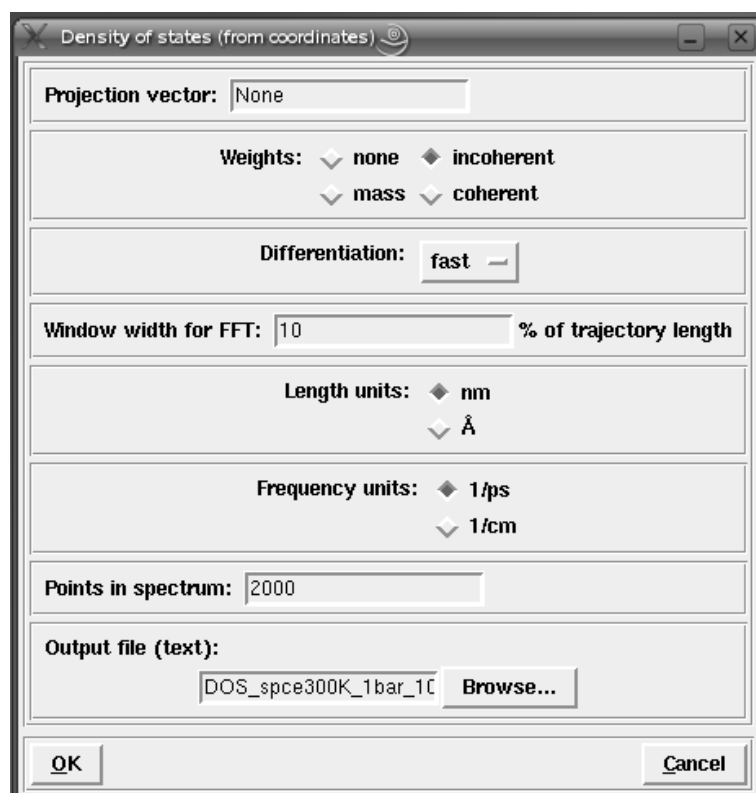 Density of states (from coordinates)
Projection vector: None
Weights: none incoherent
mass coherent
Differentiation: fast
Window width for FFT: 10 % of trajectory length
Length units: nm
Å
Frequency units: 1/ps
1/cm
Points in spectrum: 2000
Output file (text):
DOS_spce300K_1bar_10 Browse...
OK Cancel